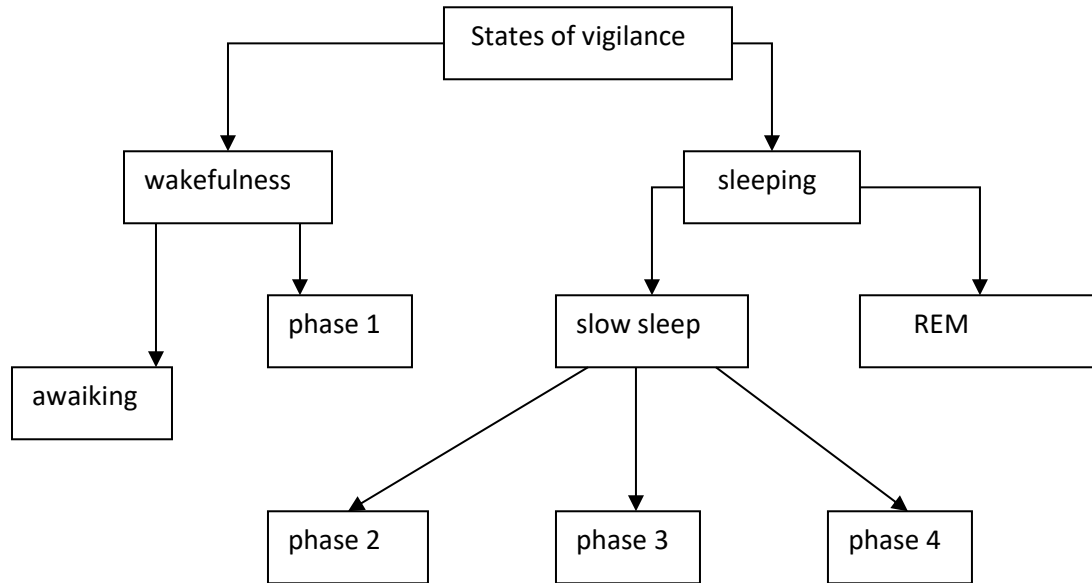 States of vigilance
wakefulness
sleeping
phase 1
slow sleep
REM
awaiking
phase 2
phase 3
phase 4